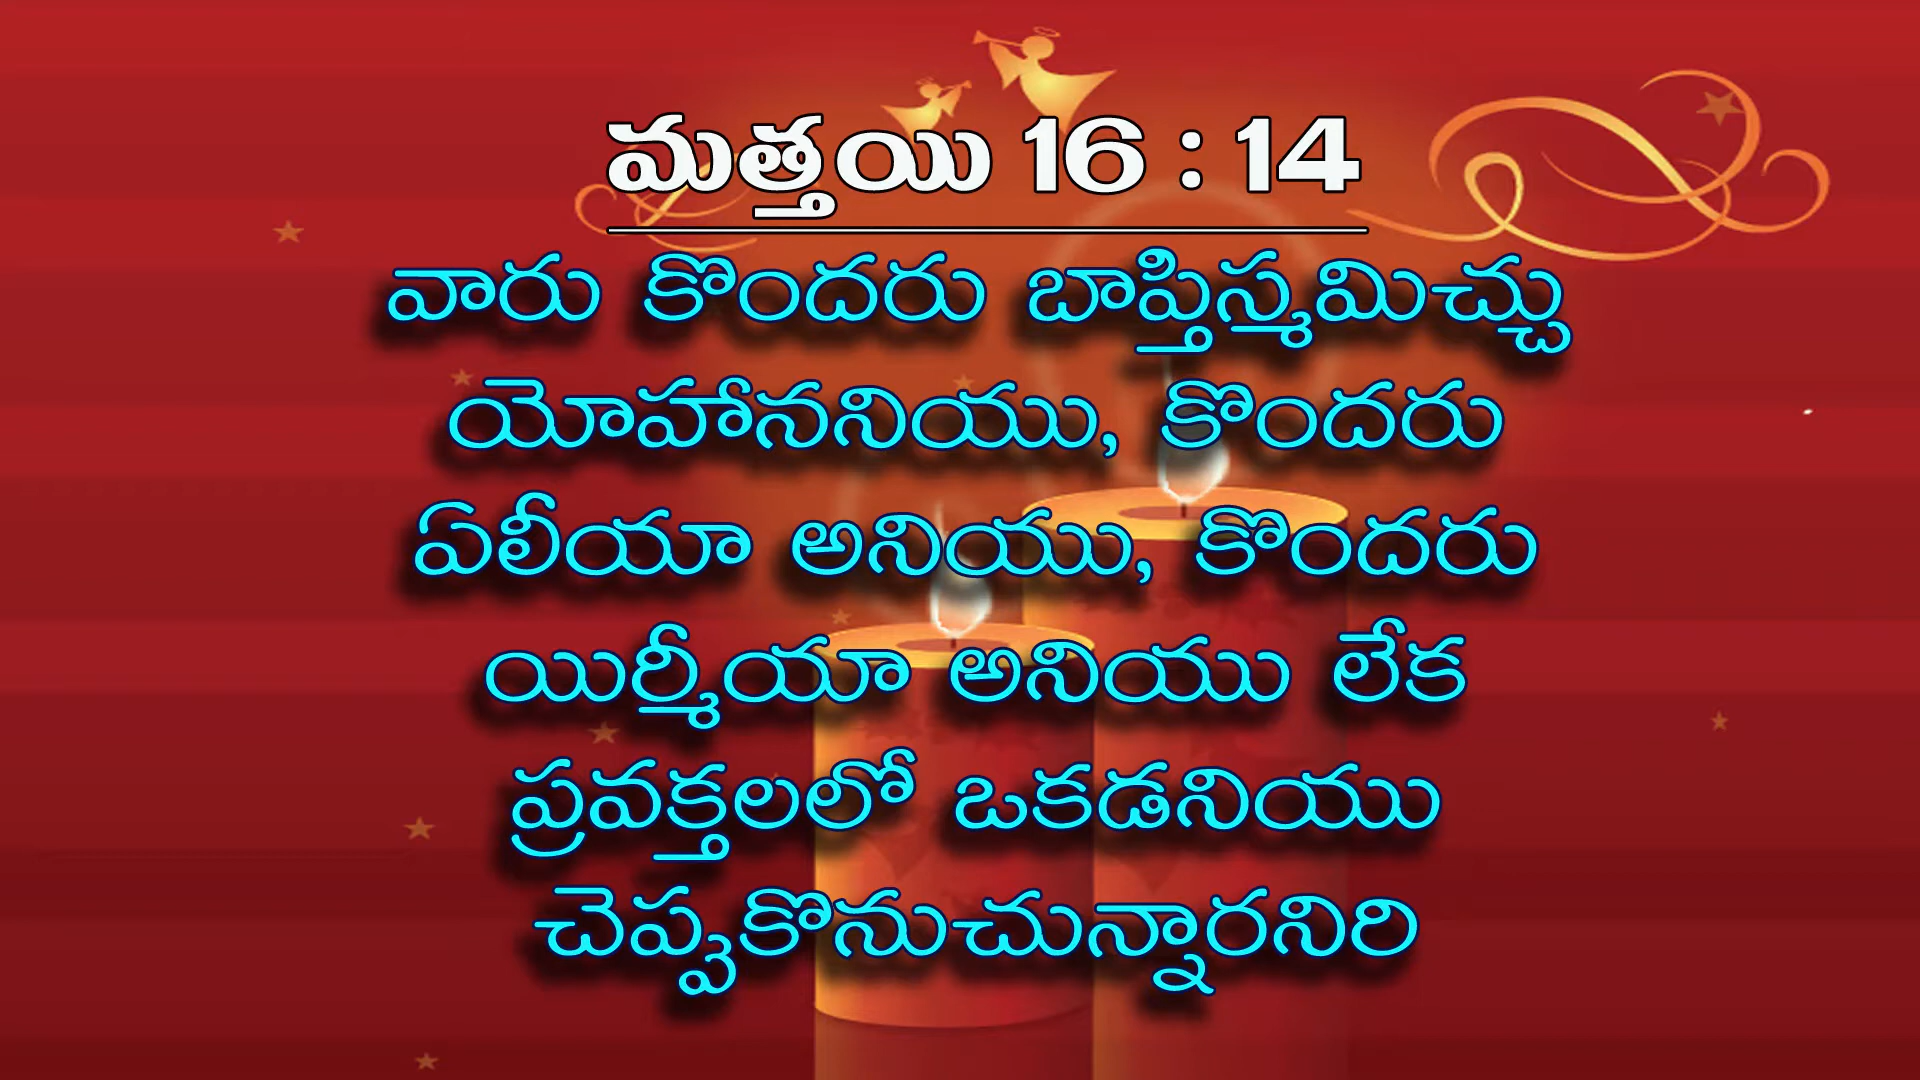 మత్తయి 16 : 14
వారు కొందరు బాప్తిస్మమిచ్చు
యోహాననియు, కొందరు
ఏలీయా అనియు, కొందరు
యిర్మీయా అనియు లేక
ప్రవక్తలలో ఒకడనియు
చెప్పుకొనుచున్నారనిరి